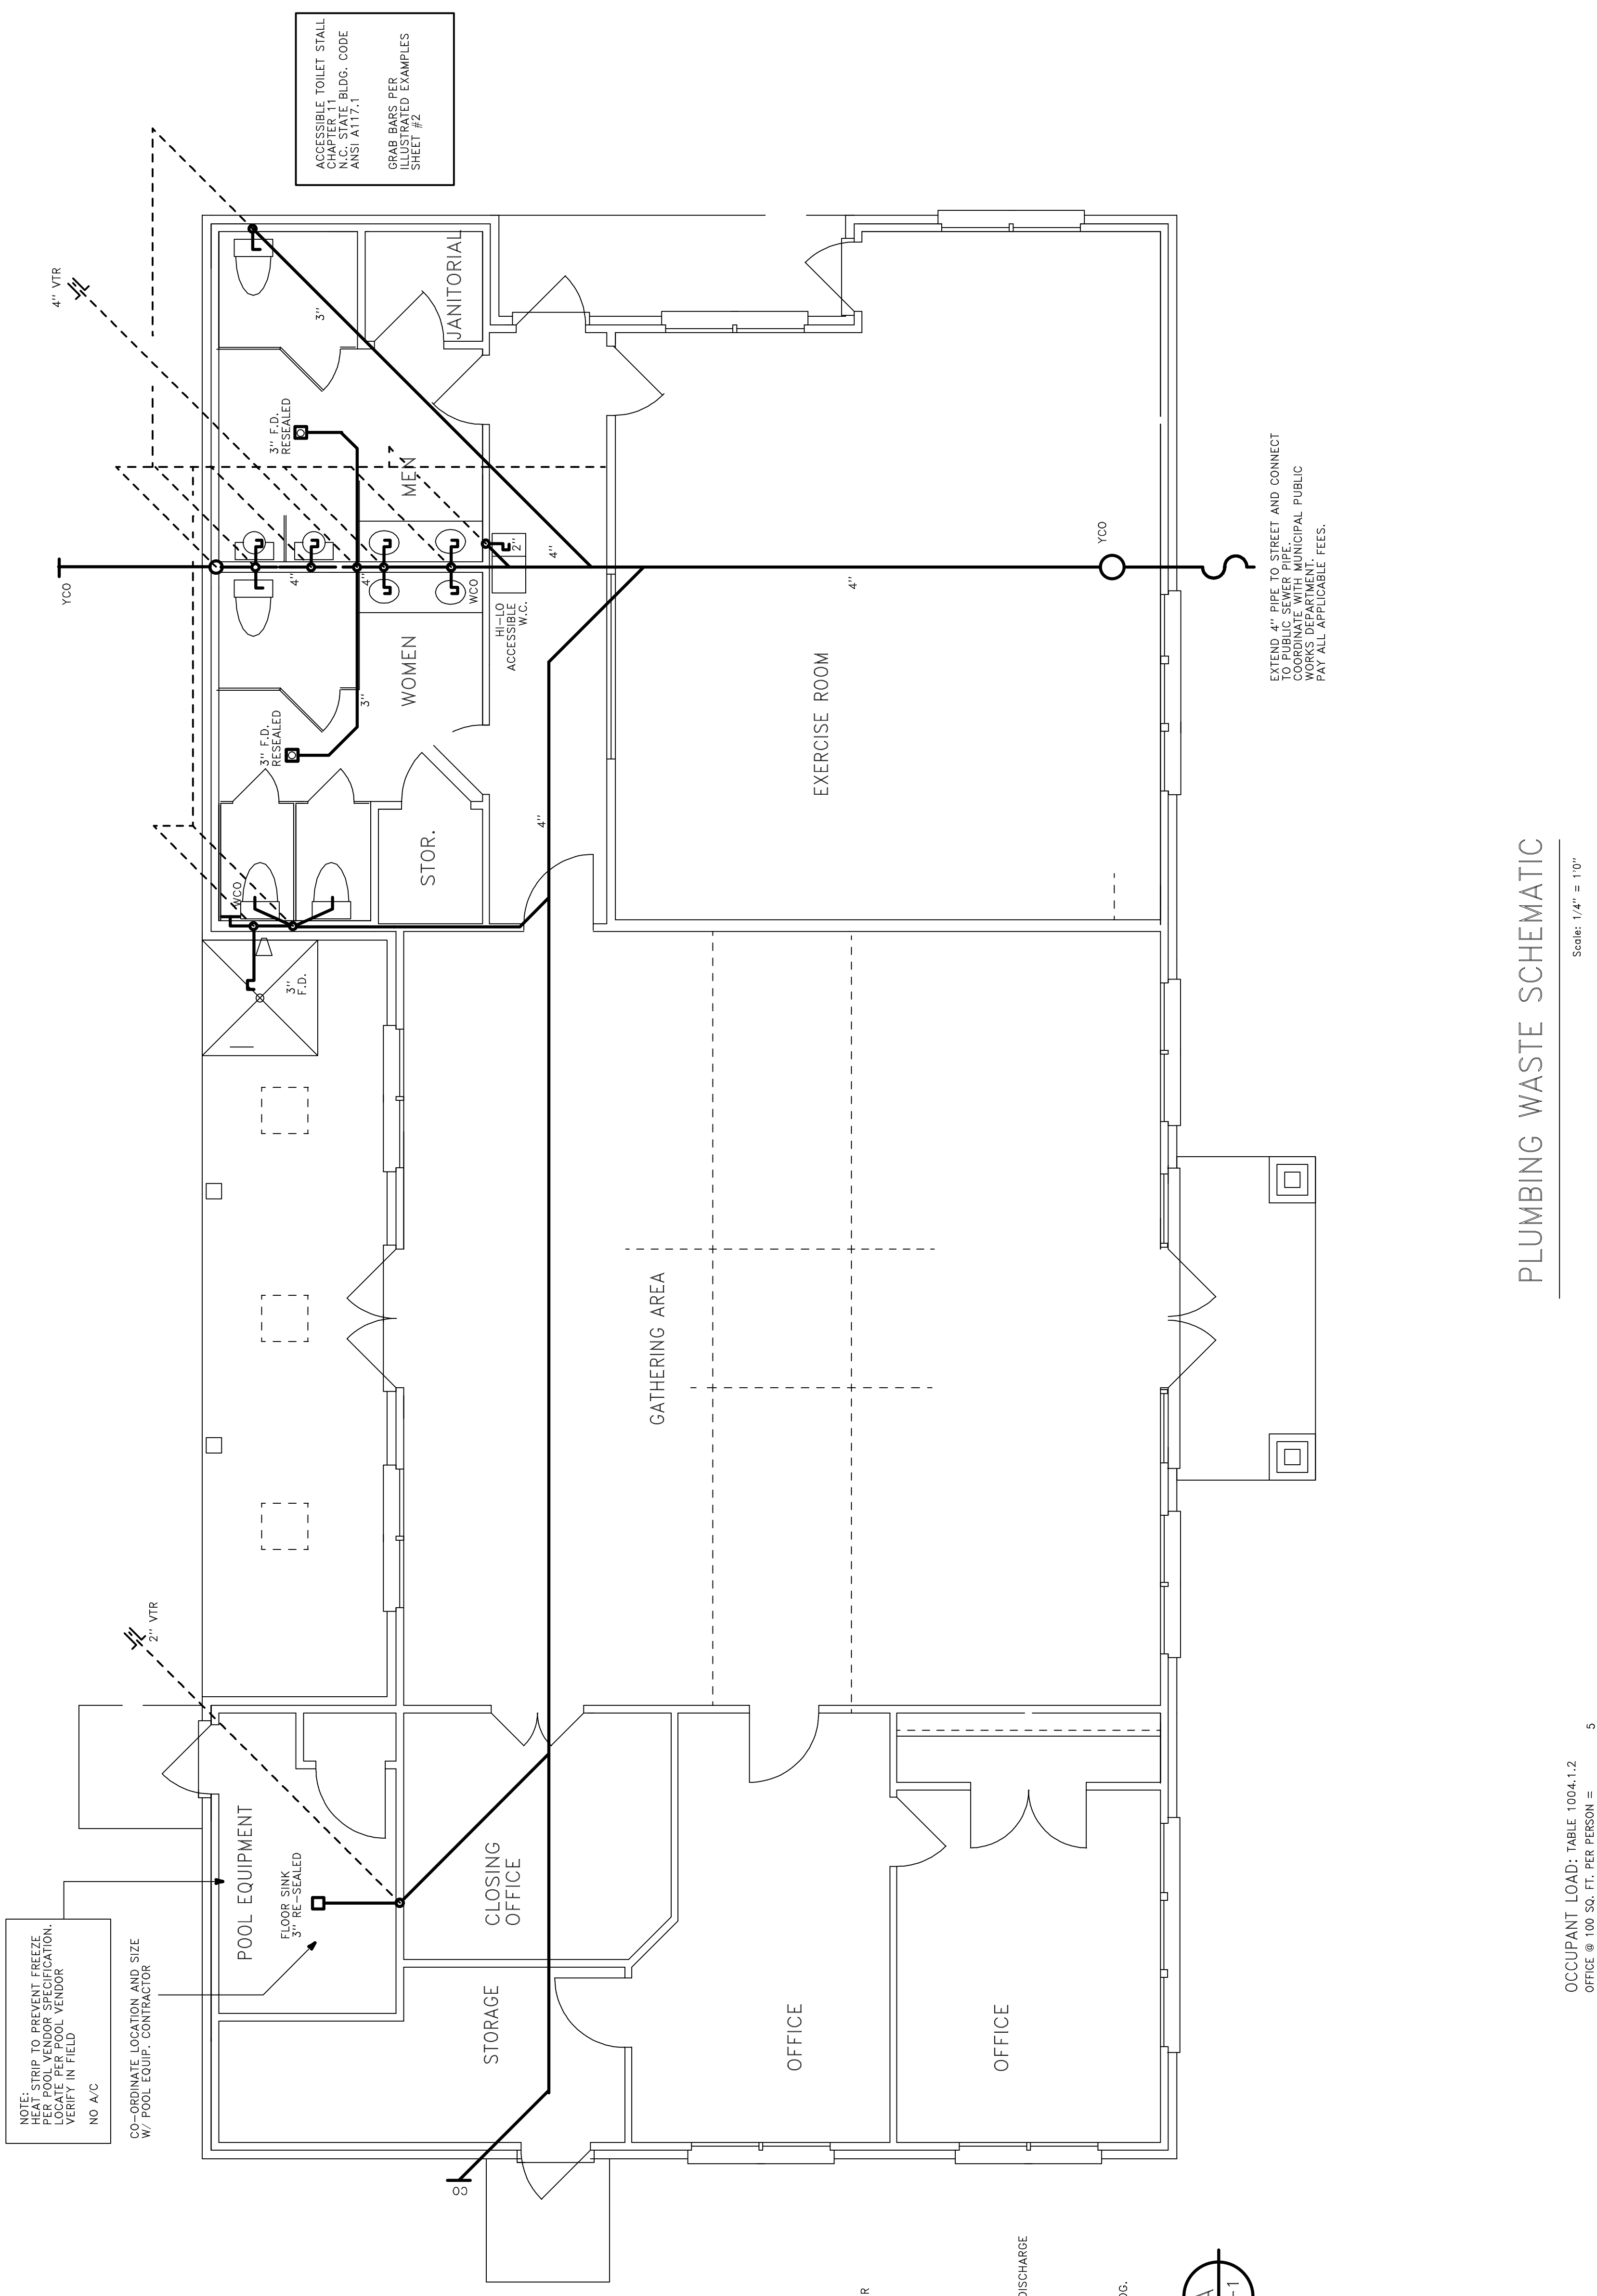 ACCESSIBLE TOILET STALL
CHAPTER 11
N.C. STATE BLDG. CODE
ANSI A117.1
GRAB BARS PER
ILLUSTRATED EXAMPLES
SHEET #2
4" VTR
3"
JANITORIAL
3" F.D.
RESEALED
MEN
2"
4"
4"
4"
YCO
YCO
4"
WCO
HI-LO
ACCESSIBLE
W.C.
WOMEN
3"
3" F.D.
RESEALED
EXERCISE ROOM
EXTEND 4" PIPE TO STREET AND CONNECT
TO PUBLIC SEWER PIPE.
COORDINATE WITH MUNICIPAL PUBLIC
WORKS DEPARTMENT.
PAY ALL APPLICABLE FEES.
4"
STOR.
WCO
3"
F.D.
GATHERING AREA
2" VTR
POOL EQUIPMENT
FLOOR SINK
3" RE-SEALED
CLOSING
OFFICE
STORAGE
OFFICE
OFFICE
NOTE:
HEAT STRIP TO PREVENT FREEZE
PER POOL VENDOR SPECIFICATION.
LOCATE PER POOL VENDOR
VERIFY IN FIELD
NO A/C
CO-ORDINATE LOCATION AND SIZE
W/ POOL EQUIP. CONTRACTOR
CO
PLUMBING WASTE SCHEMATIC
Scale: 1/4" = 1'0"
OCCUPANT LOAD: TABLE 1004.1.2
OFFICE @ 100 SQ. FT. PER PERSON = 5
DISCHARGE